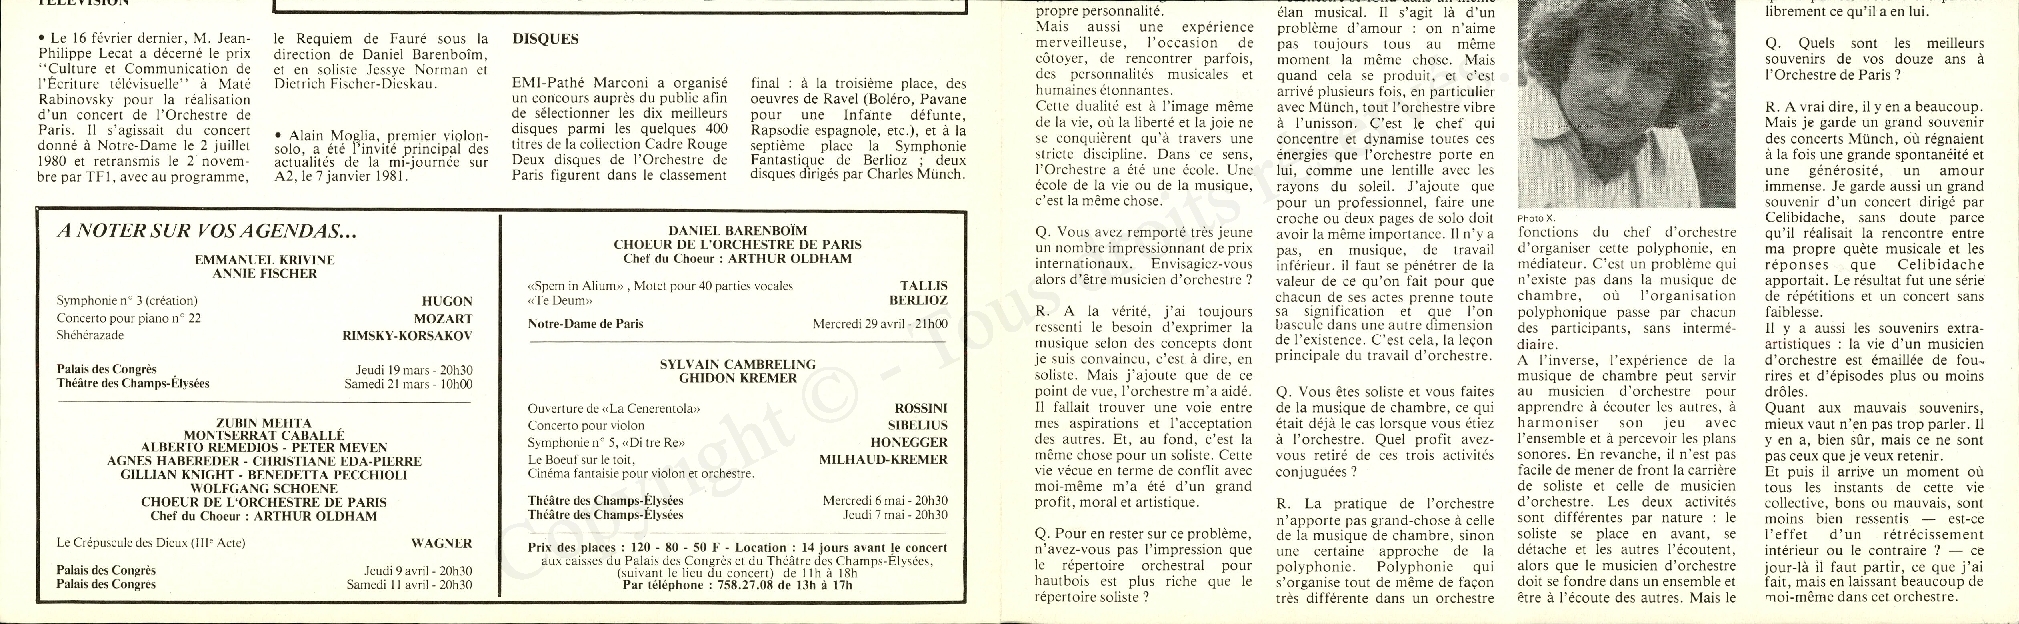 TÉLÉVISION
• Le 16 février dernier, M. Jean-
Philippe Lecat a décerné le prix
‘‘Culture et Communication de
l’Écriture télévisuelle’’ à Maté
Rabinovsky pour la réalisation
d’un concert de l’Orchestre de
Paris. Il s’agissait du concert
donné à Notre-Dame le 2 juillet
1980 et retransmis le 2 novem-
bre par TF1, avec au programme,
le Requiem de Fauré sous la
direction de Daniel Barenboïm,
et en soliste Jessye Norman et
Dietrich Fischer-Dieskau.
• Alain Moglia, premier violon-
solo, a été l’invité principal des
actualités de la mi-journée sur
A2, le 7 janvier 1981.
DISQUES
EMI-Pathé Marconi a organisé
un concours auprès du public afin
de sélectionner les dix meilleurs
disques parmi les quelques 400
titres de la collection Cadre Rouge
Deux disques de l’Orchestre de
Paris figurent dans le classement
final : à la troisième place, des
oeuvres de Ravel (Boléro, Pavane
pour une Infante défunte,
Rapsodie espagnole, etc.), et à la
septième place la Symphonie
Fantastique de Berlioz ; deux
disques dirigés par Charles Münch.
A NOTER SUR VOS AGENDAS...
EMMANUEL KRIVINE
ANNIE FISCHER
Symphonie n° 3 (création) HUGON
Concerto pour piano n° 22 MOZART
Shéhérazade RIMSKY-KORSAKOV
Palais des Congrès Jeudi 19 mars - 20h30
Théâtre des Champs-Élysées Samedi 21 mars - 10h00
ZUBIN MEHTA
MONTSERRAT CABALLÉ
ALBERTO REMEDIOS - PETER MEVEN
AGNES HABEREDER - CHRISTIANE EDA-PIERRE
GILLIAN KNIGHT - BENEDETTA PECCHIOLI
WOLFGANG SCHOENE
CHOEUR DE L’ORCHESTRE DE PARIS
Chef du Choeur : ARTHUR OLDHAM
Le Crépuscule des Dieux (IIIe Acte) WAGNER
Palais des Congrès Jeudi 9 avril - 20h30
Palais des Congres Samedi 11 avril - 20h30
DANIEL BARENBOÏM
CHOEUR DE L’ORCHESTRE DE PARIS
Chef du Choeur : ARTHUR OLDHAM
«Spem in Alium» , Motet pour 40 parties vocales TALLIS
«Te Deum» BERLIOZ
Notre-Dame de Paris Mercredi 29 avril - 21h00
SYLVAIN CAMBRELING
GHIDON KREMER
Ouverture de «La Cenerentola» ROSSINI
Concerto pour violon SIBELIUS
Symphonie n° 5, «Di tre Re» HONEGGER
Le Boeuf sur le toit, MILHAUD-KREMER
Cinéma fantaisie pour violon et orchestre.
Théâtre des Champs-Élysées Mercredi 6 mai - 20h30
Théâtre des Champs-Élysées Jeudi 7 mai - 20h30
Prix des places : 120 - 80 - 50 F - Location : 14 jours avant le concert
aux caisses du Palais des Congrès et du Théâtre des Champs-Élysées,
(suivant le lieu du concert) de 11h à 18h
Par téléphone : 758.27.08 de 13h à 17h
propre personnalité.
Mais aussi une expérience
merveilleuse, l’occasion de
côtoyer, de rencontrer parfois,
des personnalités musicales et
humaines étonnantes.
Cette dualité est à l’image même
de la vie, où la liberté et la joie ne
se conquièrent qu’à travers une
stricte discipline. Dans ce sens,
l’Orchestre a été une école. Une
école de la vie ou de la musique,
c’est la même chose.
Q. Vous avez remporté très jeune
un nombre impressionnant de prix
internationaux. Envisagiez-vous
alors d’être musicien d’orchestre ?
R. A la vérité, j’ai toujours
ressenti le besoin d’exprimer la
musique selon des concepts dont
je suis convaincu, c’est à dire, en
soliste. Mais j’ajoute que de ce
point de vue, l’orchestre m’a aidé.
Il fallait trouver une voie entre
mes aspirations et l’acceptation
des autres. Et, au fond, c’est la
même chose pour un soliste. Cette
vie vécue en terme de conflit avec
moi-même m’a été d’un grand
profit, moral et artistique.
Q. Pour en rester sur ce problème,
n’avez-vous pas l’impression que
le répertoire orchestral pour
hautbois est plus riche que le
répertoire soliste ?
élan musical. Il s’agit là d’un
problème d’amour : on n’aime
pas toujours tous au même
moment la même chose. Mais
quand cela se produit, et c’est
arrivé plusieurs fois, en particulier
avec Münch, tout l’orchestre vibre
à l’unisson. C’est le chef qui
concentre et dynamise toutes ces
énergies que l’orchestre porte en
lui, comme une lentille avec les
rayons du soleil. J’ajoute que
pour un professionnel, faire une
croche ou deux pages de solo doit
avoir la même importance. Il n’y a
pas, en musique, de travail
inférieur. il faut se pénétrer de la
valeur de ce qu’on fait pour que
chacun de ses actes prenne toute
sa signification et que l’on
bascule dans une autre dimension
de l’existence. C’est cela, la leçon
principale du travail d’orchestre.
Q. Vous êtes soliste et vous faites
de la musique de chambre, ce qui
était déjà le cas lorsque vous étiez
à l’orchestre. Quel profit avez-
vous retiré de ces trois activités
conjuguées ?
R. La pratique de l’orchestre
n’apporte pas grand-chose à celle
de la musique de chambre, sinon
une certaine approche de la
polyphonie. Polyphonie qui
s’organise tout de même de façon
très différente dans un orchestre
Photo X.
fonctions du chef d’orchestre
d’organiser cette polyphonie, en
médiateur. C’est un problème qui
n’existe pas dans la musique de
chambre, où l’organisation
polyphonique passe par chacun
des participants, sans intermé-
diaire.
A l’inverse, l’expérience de la
musique de chambre peut servir
au musicien d’orchestre pour
apprendre à écouter les autres, à
harmoniser son jeu avec
l’ensemble et à percevoir les plans
sonores. En revanche, il n’est pas
facile de mener de front la carrière
de soliste et celle de musicien
d’orchestre. Les deux activités
sont différentes par nature : le
soliste se place en avant, se
détache et les autres l’écoutent,
alors que le musicien d’orchestre
doit se fondre dans un ensemble et
être à l’écoute des autres. Mais le
librement ce qu’il a en lui.
Q. Quels sont les meilleurs
souvenirs de vos douze ans à
l’Orchestre de Paris ?
R. A vrai dire, il y en a beaucoup.
Mais je garde un grand souvenir
des concerts Münch, où régnaient
à la fois une grande spontanéité et
une générosité, un amour
immense. Je garde aussi un grand
souvenir d’un concert dirigé par
Celibidache, sans doute parce
qu’il réalisait la rencontre entre
ma propre quête musicale et les
réponses que Celibidache
apportait. Le résultat fut une série
de répétitions et un concert sans
faiblesse.
Il y a aussi les souvenirs extra-
artistiques : la vie d’un musicien
d’orchestre est émaillée de fou-
rires et d’épisodes plus ou moins
drôles.
Quant aux mauvais souvenirs,
mieux vaut n’en pas trop parler. Il
y en a, bien sûr, mais ce ne sont
pas ceux que je veux retenir.
Et puis il arrive un moment où
tous les instants de cette vie
collective, bons ou mauvais, sont
moins bien ressentis — est-ce
l’effet d’un rétrécissement
intérieur ou le contraire ? — ce
jour-là il faut partir, ce que j’ai
fait, mais en laissant beaucoup de
moi-même dans cet orchestre.
Copyright © - Tous droits réservés.